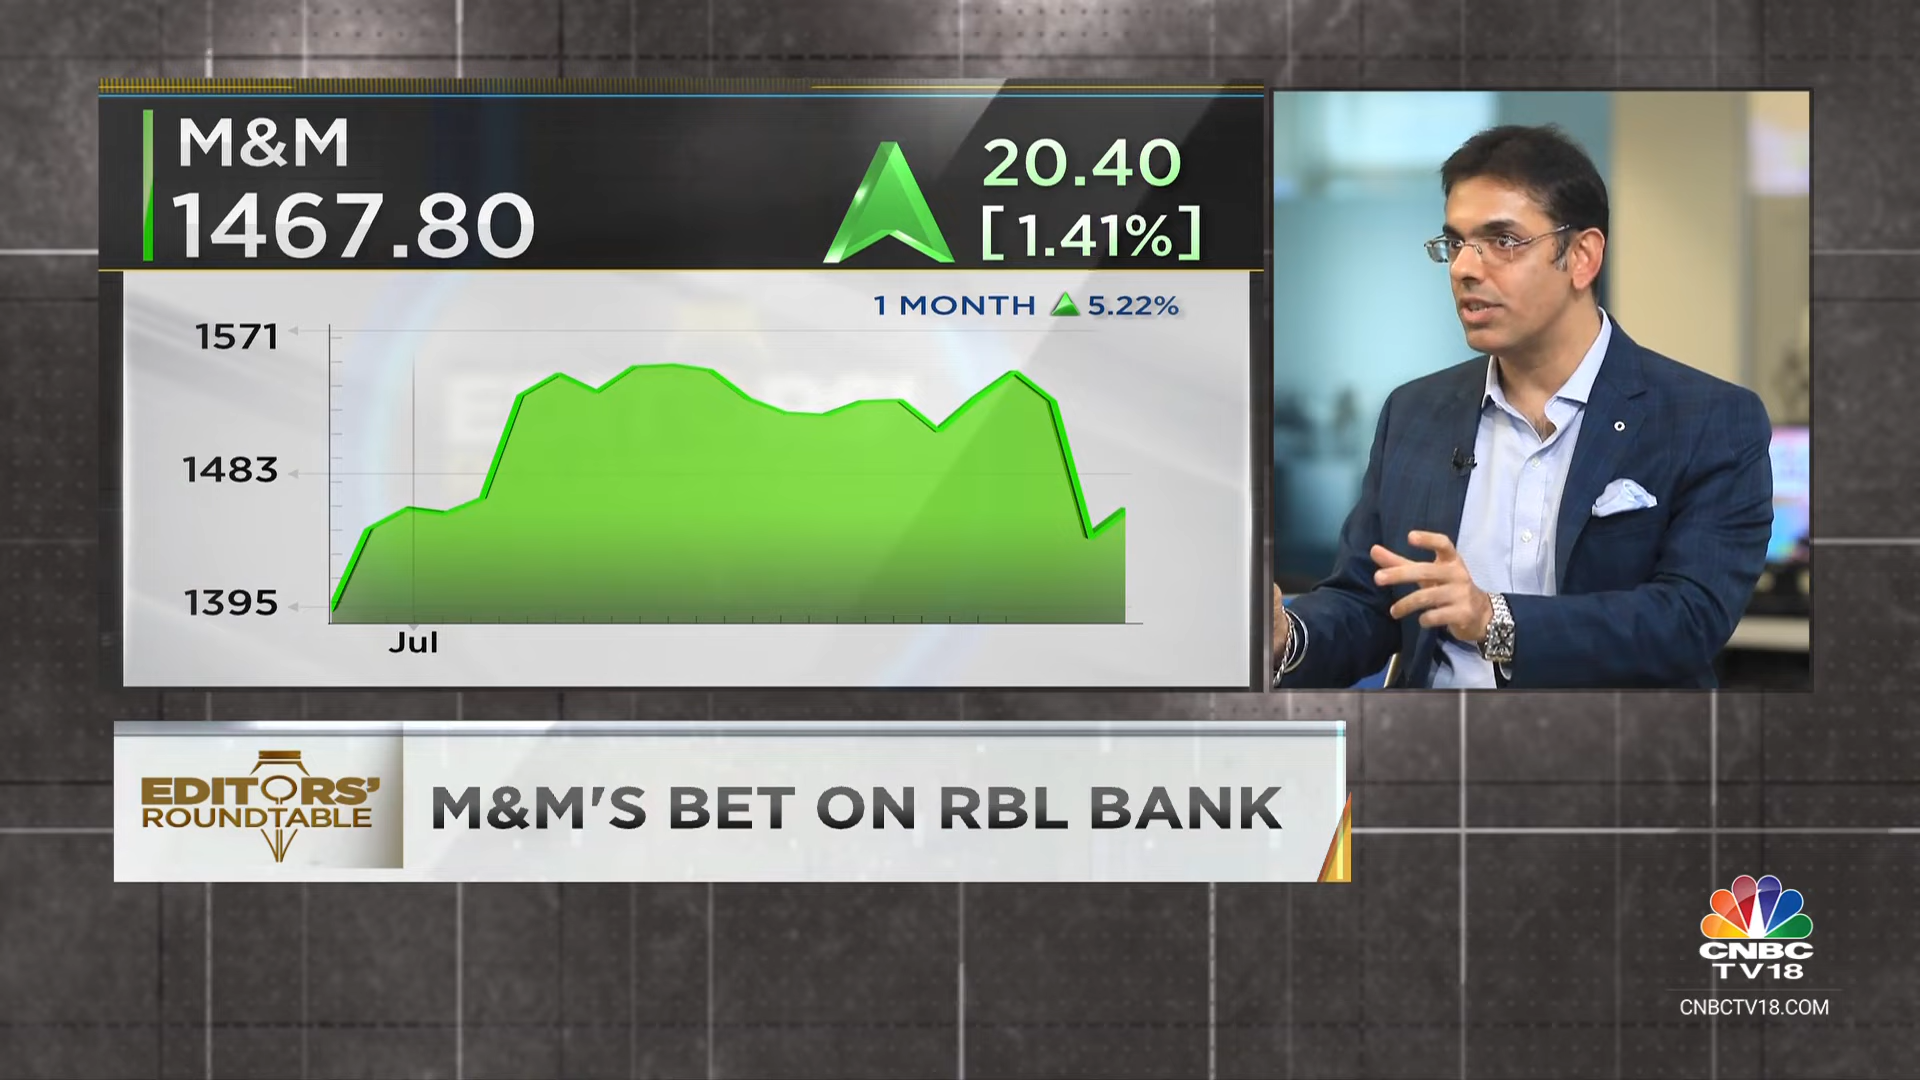 M&M
1467.80
20.40
[1.41%]
1 MONTH 5.22%
1571
1483
1395
Jul
EDITORS'
ROUNDTABLE
M&M'S BET ON RBL BANK
CNBC
TV18
CNBCTV18.COM